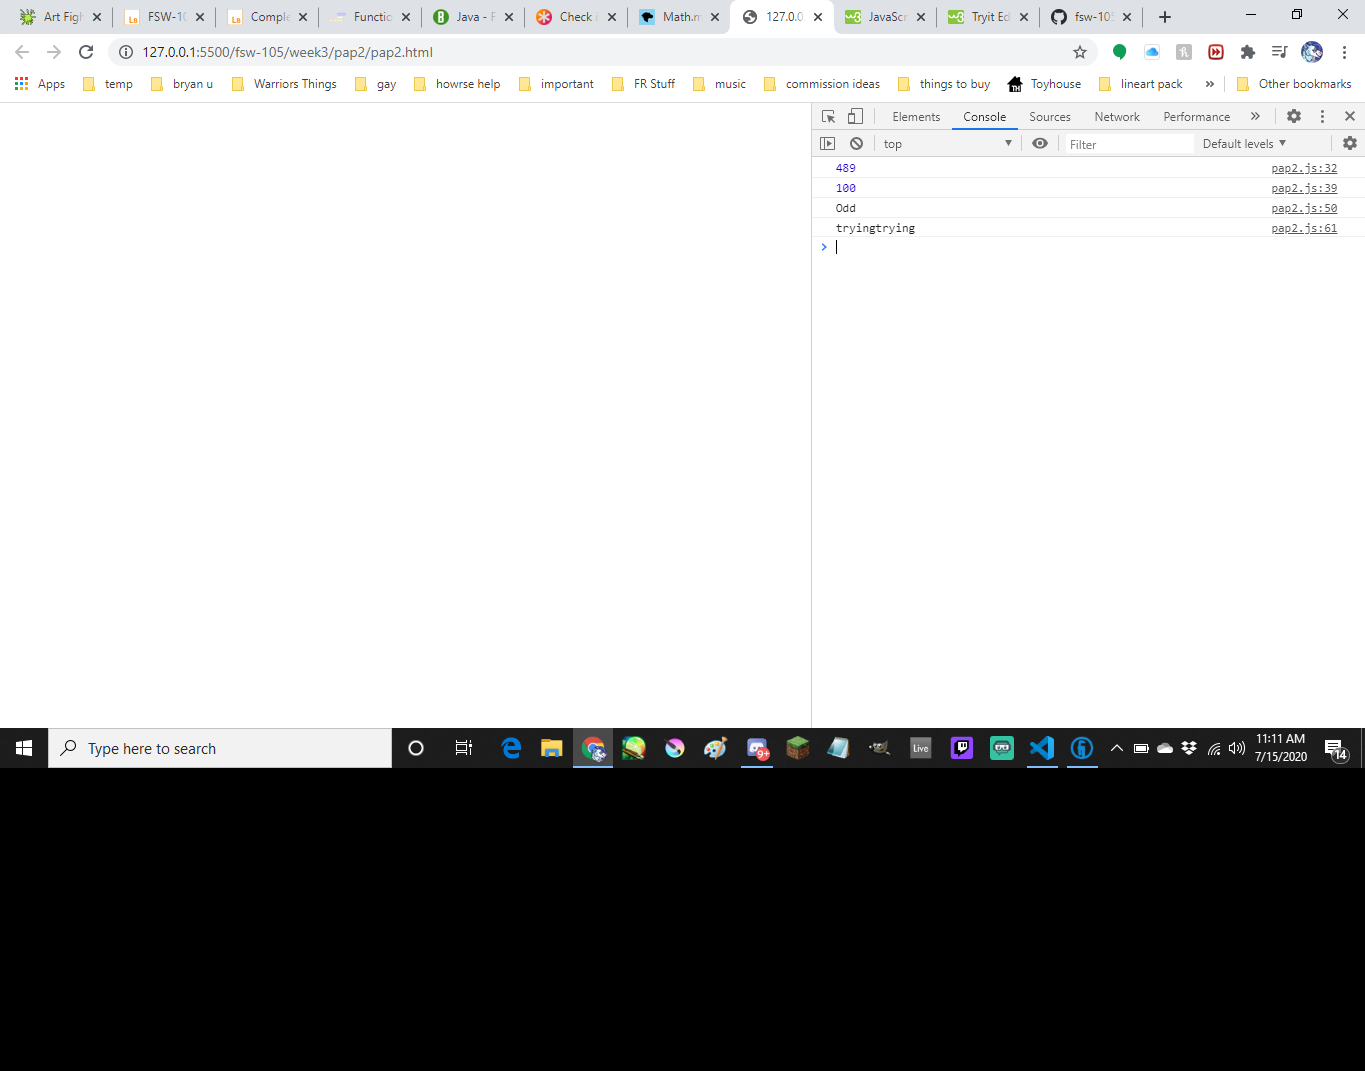 Art Figh FSW-10 Comple Functio Java - F Check i Math.m 127.0.0 JavaScr Tryit Ed fsw-105
127.0.0.1:5500/fsw-105/week3/pap2/pap2.html
Apps temp bryan u Warriors Things gay howrse help important FR Stuff music commission ideas things to buy Toyhouse lineart pack » Other bookmarks
Elements Console Sources Network Performance »
top Filter Default levels
489 pap2.js:32
100 pap2.js:39
Odd pap2.js:50
tryingtrying pap2.js:61
>
Type here to search 9+ Live 11:11 AM
7/15/2020 14